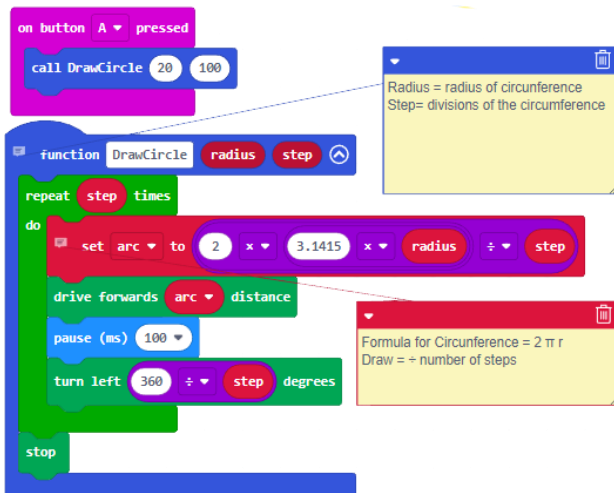 on button A pressed
call DrawCircle 20 100
Radius = radius of circunference
Step= divisions of the circumference
function DrawCircle radius step
repeat step times
do
set arc to 2 x 3.1415 x radius ÷ step
drive forwards arc distance
pause (ms) 100
turn left 360 ÷ step degrees
Formula for Circunference = 2 π r
Draw = ÷ number of steps
stop